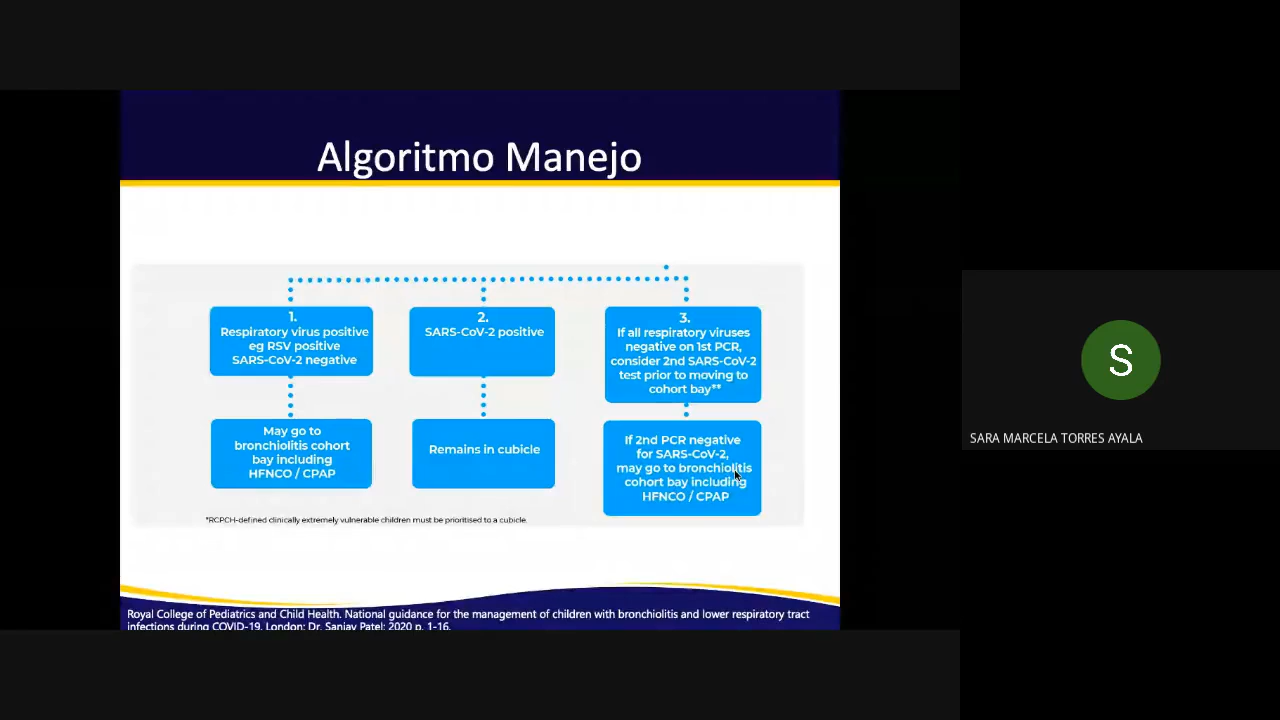 Algoritmo Manejo
1.
Respiratory virus positive
eg RSV positive
SARS-CoV-2 negative
May go to
bronchiolitis cohort
bay including
HFNCO / CPAP
2.
SARS-CoV-2 positive
Remains in cubicle
3.
If all respiratory viruses
negative on 1st PCR,
consider 2nd SARS-CoV-2
test prior to moving to
cohort bay**
If 2nd PCR negative
for SARS-CoV-2,
may go to bronchiolitis
cohort bay including
HFNCO / CPAP
*RCPCH-defined clinically extremely vulnerable children must be prioritised to a cubicle.
Royal College of Pediatrics and Child Health. National guidance for the management of children with bronchiolitis and lower respiratory tract
infections during COVID-19. London: Dr. Sanjay Patel; 2020 p. 1-16.
S
SARA MARCELA TORRES AYALA